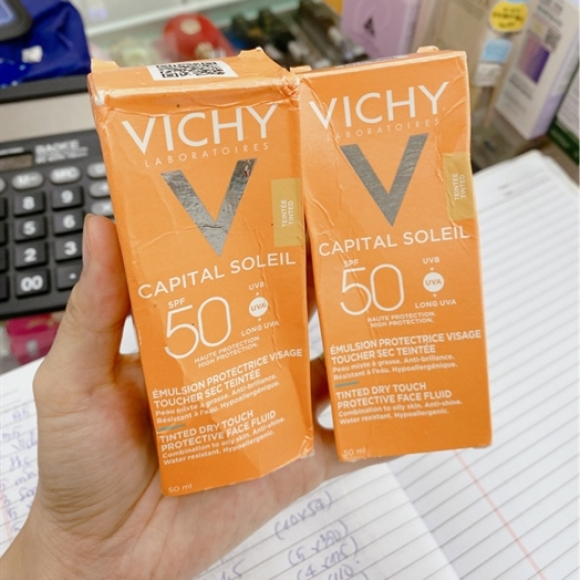 VICHY
LABORATOIRES
TEINTÉE
TINTED
CAPITAL SOLEIL
SPF
50
UVB
+
UVA
+
LONG UVA
HAUTE PROTECTION.
HIGH PROTECTION.
ÉMULSION PROTECTRICE VISAGE
TOUCHER SEC TEINTÉE
Peau mixte à grasse. Anti-brillance.
Résistant à l'eau. Hypoallergénique.
TINTED DRY TOUCH
PROTECTIVE FACE FLUID
Combination to oily skin. Anti-shine.
Water resistant. Hypoallergenic.
50 ml
VICHY
LABORATOIRES
TEINTÉE
TINTED
CAPITAL SOLEIL
SPF
50
UVB
+
UVA
+
LONG UVA
HAUTE PROTECTION.
HIGH PROTECTION.
ÉMULSION PROTECTRICE VISAGE
TOUCHER SEC TEINTÉE
Peau mixte à grasse. Anti-brillance.
Résistant à l'eau. Hypoallergénique.
TINTED DRY TOUCH
PROTECTIVE FACE FLUID
Combination to oily skin. Anti-shine.
Water resistant. Hypoallergenic.
50 ml